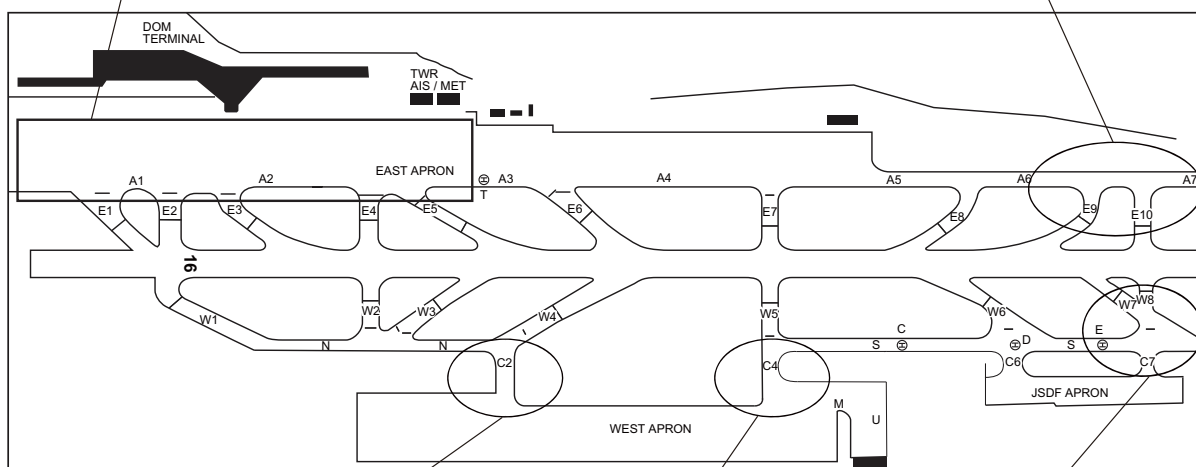 DOM
TERMINAL
TWR
AIS / MET
EAST APRON
A1
A2
A3
A4
A5
A6
A7
T
E1
E2
E3
E4
E5
E6
E7
E8
E9
E10
16
W1
W2
W3
W4
W5
W6
W7
W8
N
N
C
S
D
S
E
C2
C4
C6
C7
M
U
WEST APRON
JSDF APRON